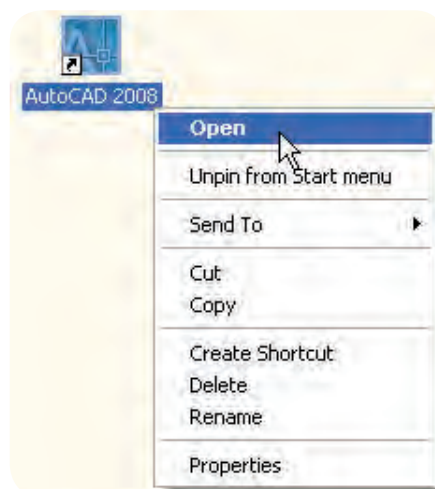 AutoCAD 2008
Open
Unpin from Start menu
Send To
Cut
Copy
Create Shortcut
Delete
Rename
Properties